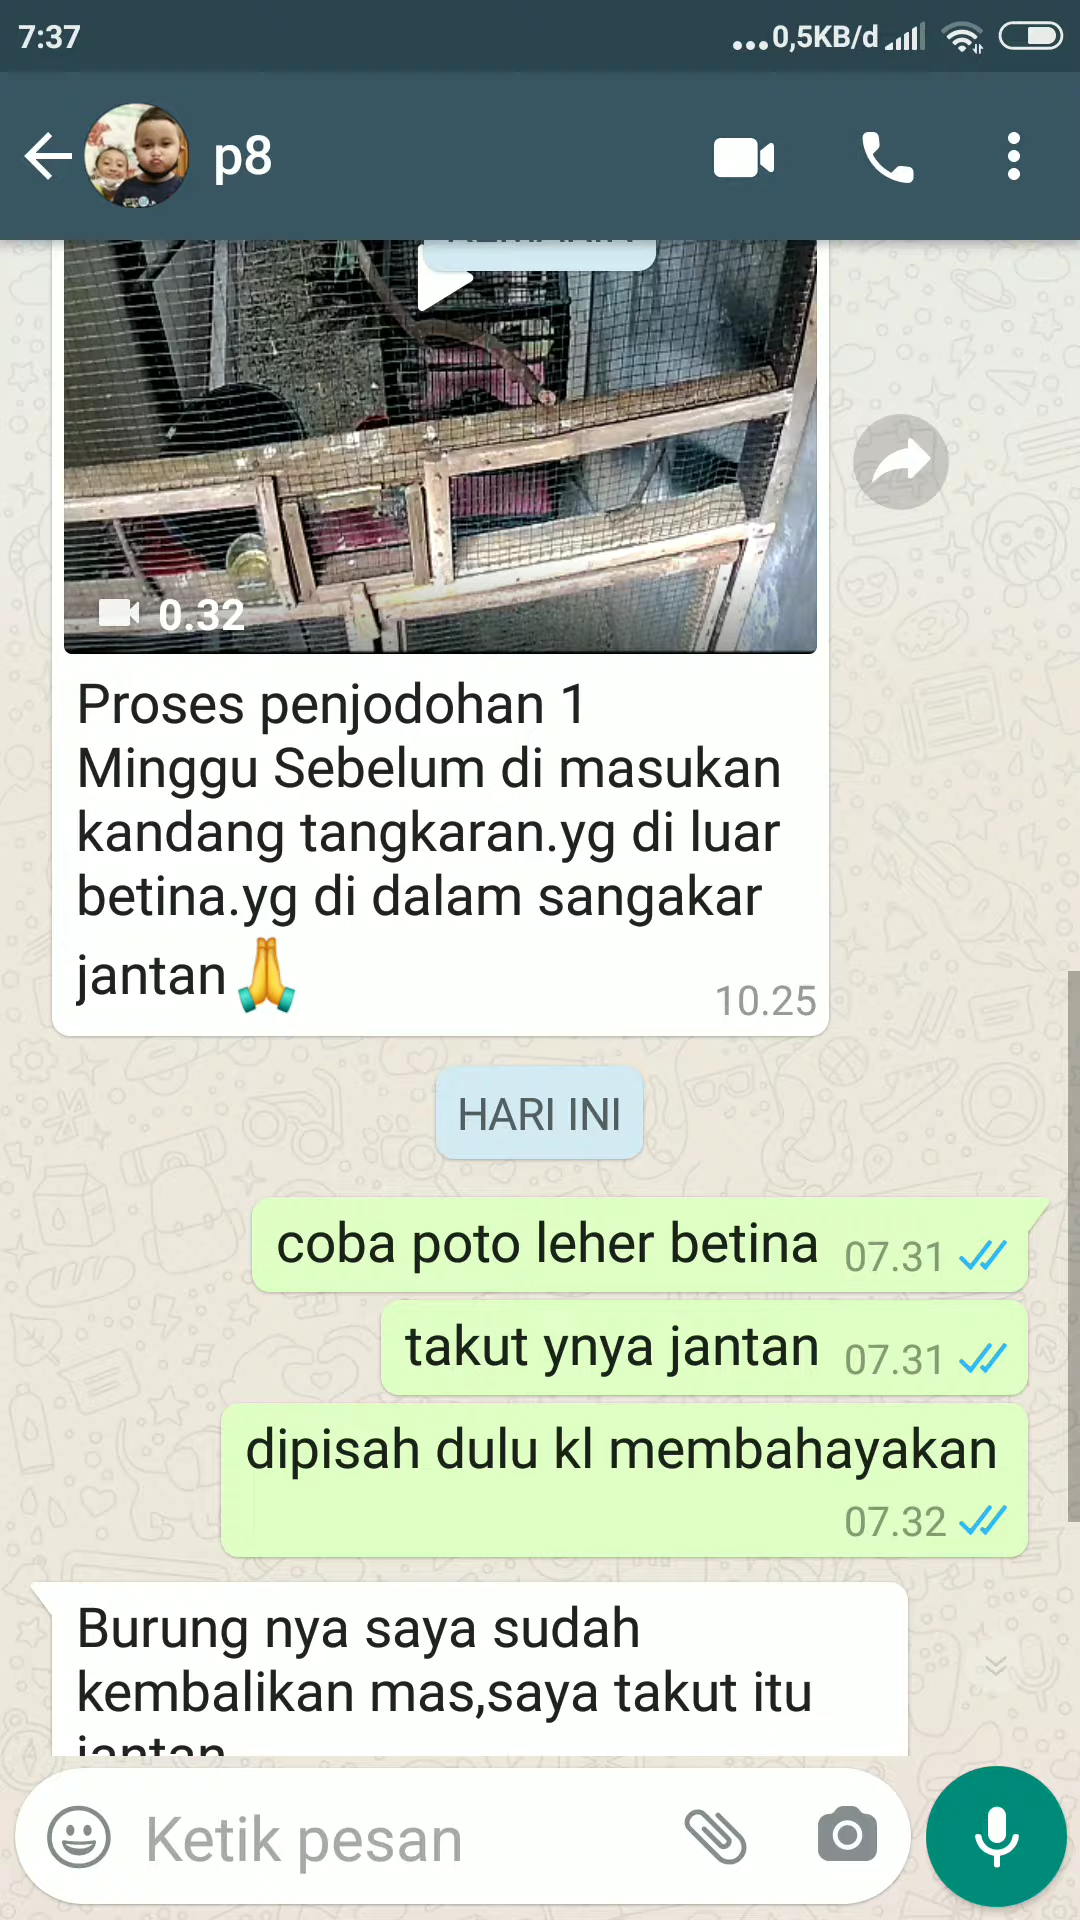 7:37
...0,5KB/d
p8
0.32
Proses penjodohan 1
Minggu Sebelum di masukan
kandang tangkaran.yg di luar
betina.yg di dalam sangakar
jantan🙏
10.25
HARI INI
coba poto leher betina 07.31
takut ynya jantan 07.31
dipisah dulu kl membahayakan
07.32
Burung nya saya sudah
kembalikan mas,saya takut itu
jantan
Ketik pesan